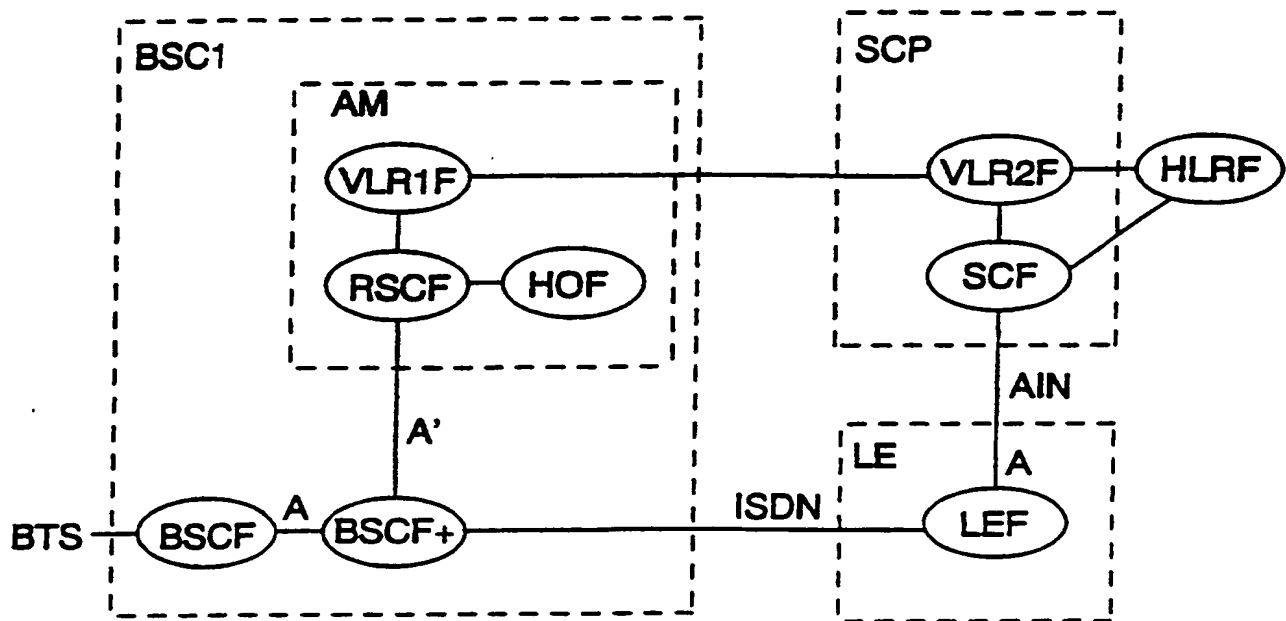 BSC1
SCP
AM
VLR1F
VLR2F
HLRF
RSCF
HOF
SCF
AIN
A'
LE
A
BTS
BSCF
A
BSCF+
ISDN
LEF